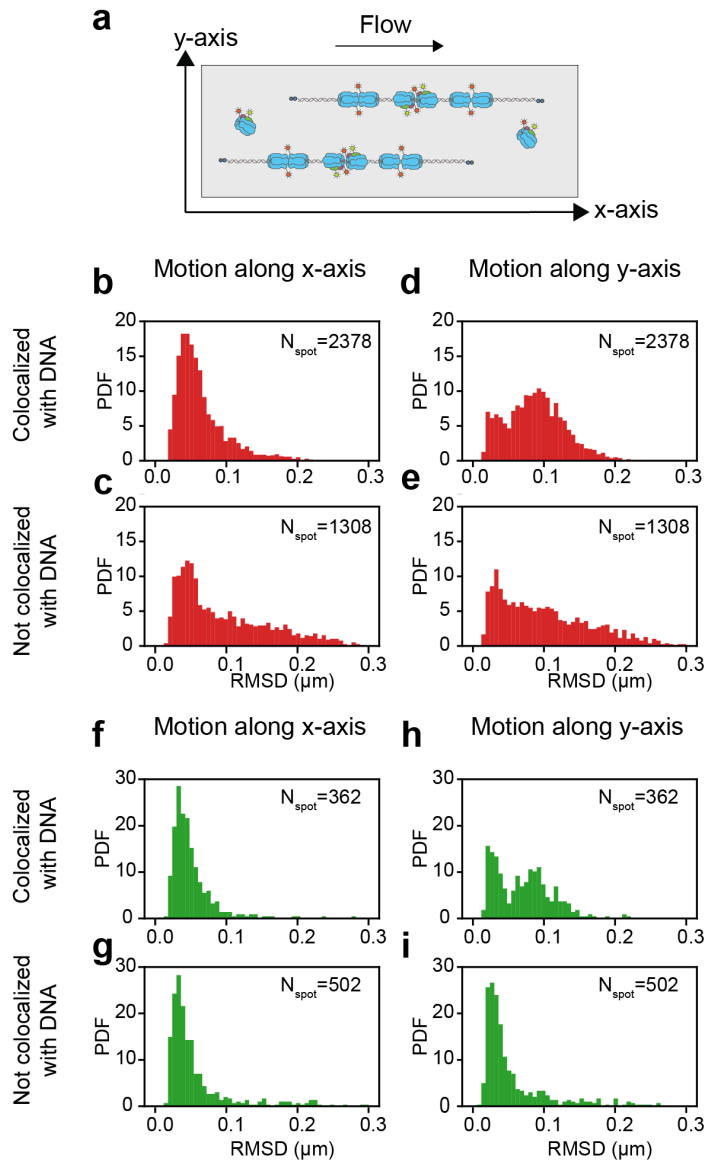 a
Flow
y-axis
x-axis
Motion along x-axis
Motion along y-axis
Colocalized
with DNA
b
20
15
10
5
0
PDF
Nspot=2378
0.0
0.1
0.2
0.3
d
20
15
10
5
0
PDF
Nspot=2378
0.0
0.1
0.2
0.3
Not colocalized
with DNA
c
20
15
10
5
0
PDF
Nspot=1308
0.0
0.1
0.2
0.3
RMSD (μm)
e
20
15
10
5
0
PDF
Nspot=1308
0.0
0.1
0.2
0.3
RMSD (μm)
Motion along x-axis
Motion along y-axis
Colocalized
with DNA
f
30
20
10
0
PDF
Nspot=362
0.0
0.1
0.2
0.3
h
30
20
10
0
PDF
Nspot=362
0.0
0.1
0.2
0.3
Not colocalized
with DNA
g
30
20
10
0
PDF
Nspot=502
0.0
0.1
0.2
0.3
RMSD (μm)
i
30
20
10
0
PDF
Nspot=502
0.0
0.1
0.2
0.3
RMSD (μm)